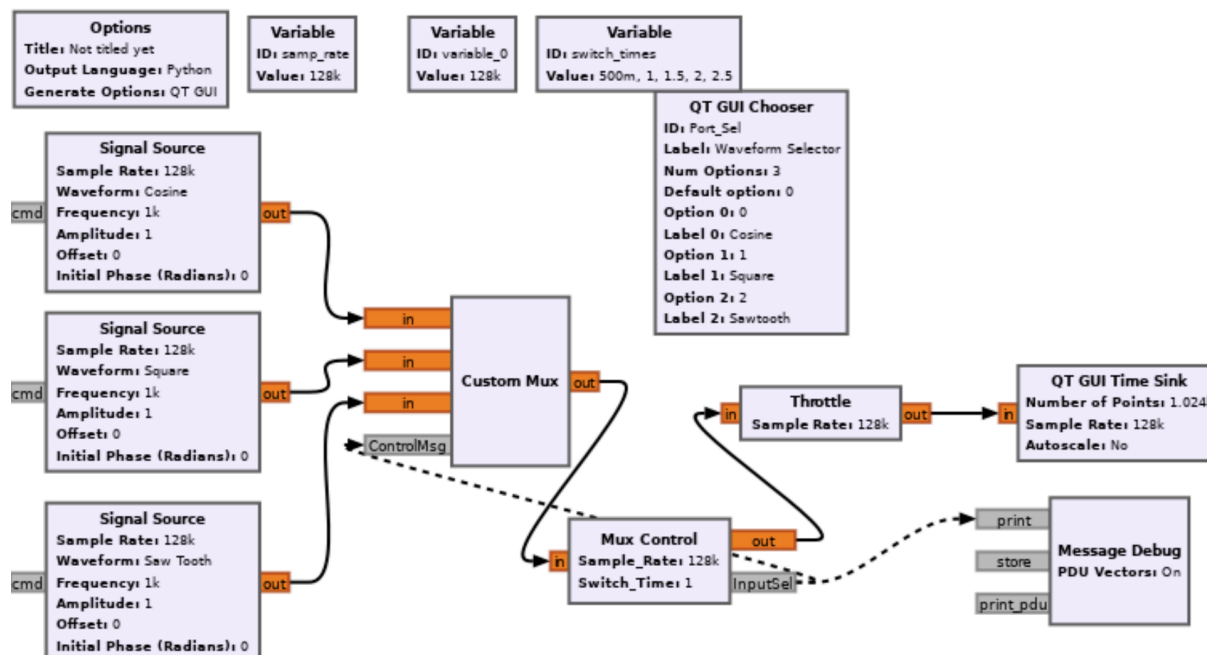 Options
Title: Not titled yet
Output Language: Python
Generate Options: QT GUI
Variable
ID: samp_rate
Value: 128k
Variable
ID: variable_0
Value: 128k
Variable
ID: switch_times
Value: 500m, 1, 1.5, 2, 2.5
QT GUI Chooser
ID: Port_Sel
Label: Waveform Selector
Num Options: 3
Default option: 0
Option 0: 0
Label 0: Cosine
Option 1: 1
Label 1: Square
Option 2: 2
Label 2: Sawtooth
Signal Source
Sample Rate: 128k
Waveform: Cosine
Frequency: 1k
Amplitude: 1
Offset: 0
Initial Phase (Radians): 0
cmd
out
Signal Source
Sample Rate: 128k
Waveform: Square
Frequency: 1k
Amplitude: 1
Offset: 0
Initial Phase (Radians): 0
cmd
out
Signal Source
Sample Rate: 128k
Waveform: Saw Tooth
Frequency: 1k
Amplitude: 1
Offset: 0
Initial Phase (Radians): 0
cmd
out
in
in
in
ControlMsg
Custom Mux
out
in
Mux Control
Sample_Rate: 128k
Switch_Time: 1
out
InputSel
in
Throttle
Sample Rate: 128k
out
in
QT GUI Time Sink
Number of Points: 1.024
Sample Rate: 128k
Autoscale: No
print
store
print_pdu
Message Debug
PDU Vectors: On